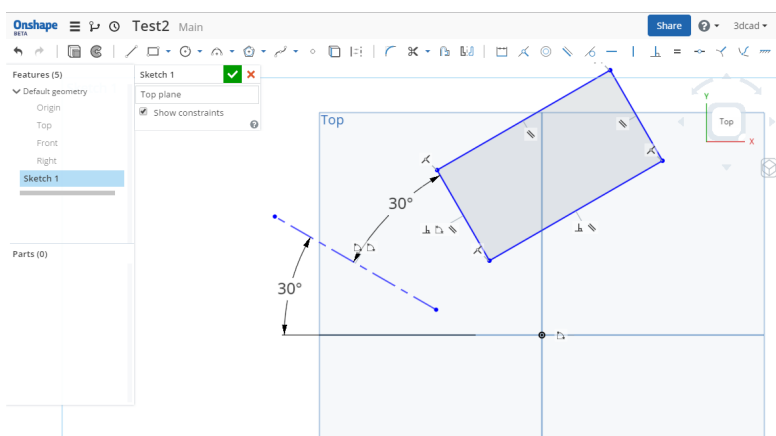 Onshape Test2 Main Share 3dcad
BETA
Features (5)
Default geometry
Origin
Top
Front
Right
Sketch 1
Parts (0)
Sketch 1
Top plane
Show constraints
Top
30°
30°
Y
Top
X